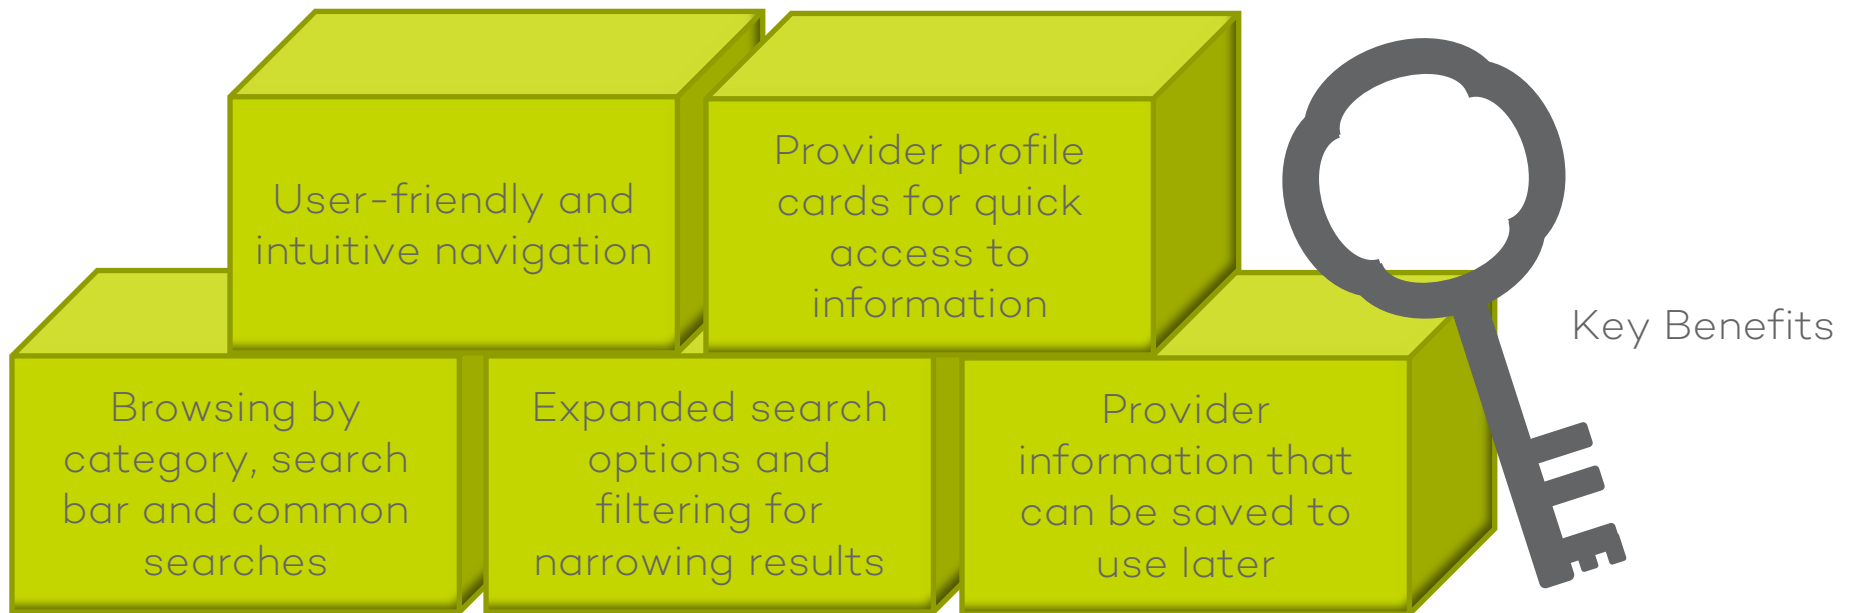 User-friendly and
intuitive navigation
Provider profile
cards for quick
access to
information
Key Benefits
Browsing by
category, search
bar and common
searches
Expanded search
options and
filtering for
narrowing results
Provider
information that
can be saved to
use later